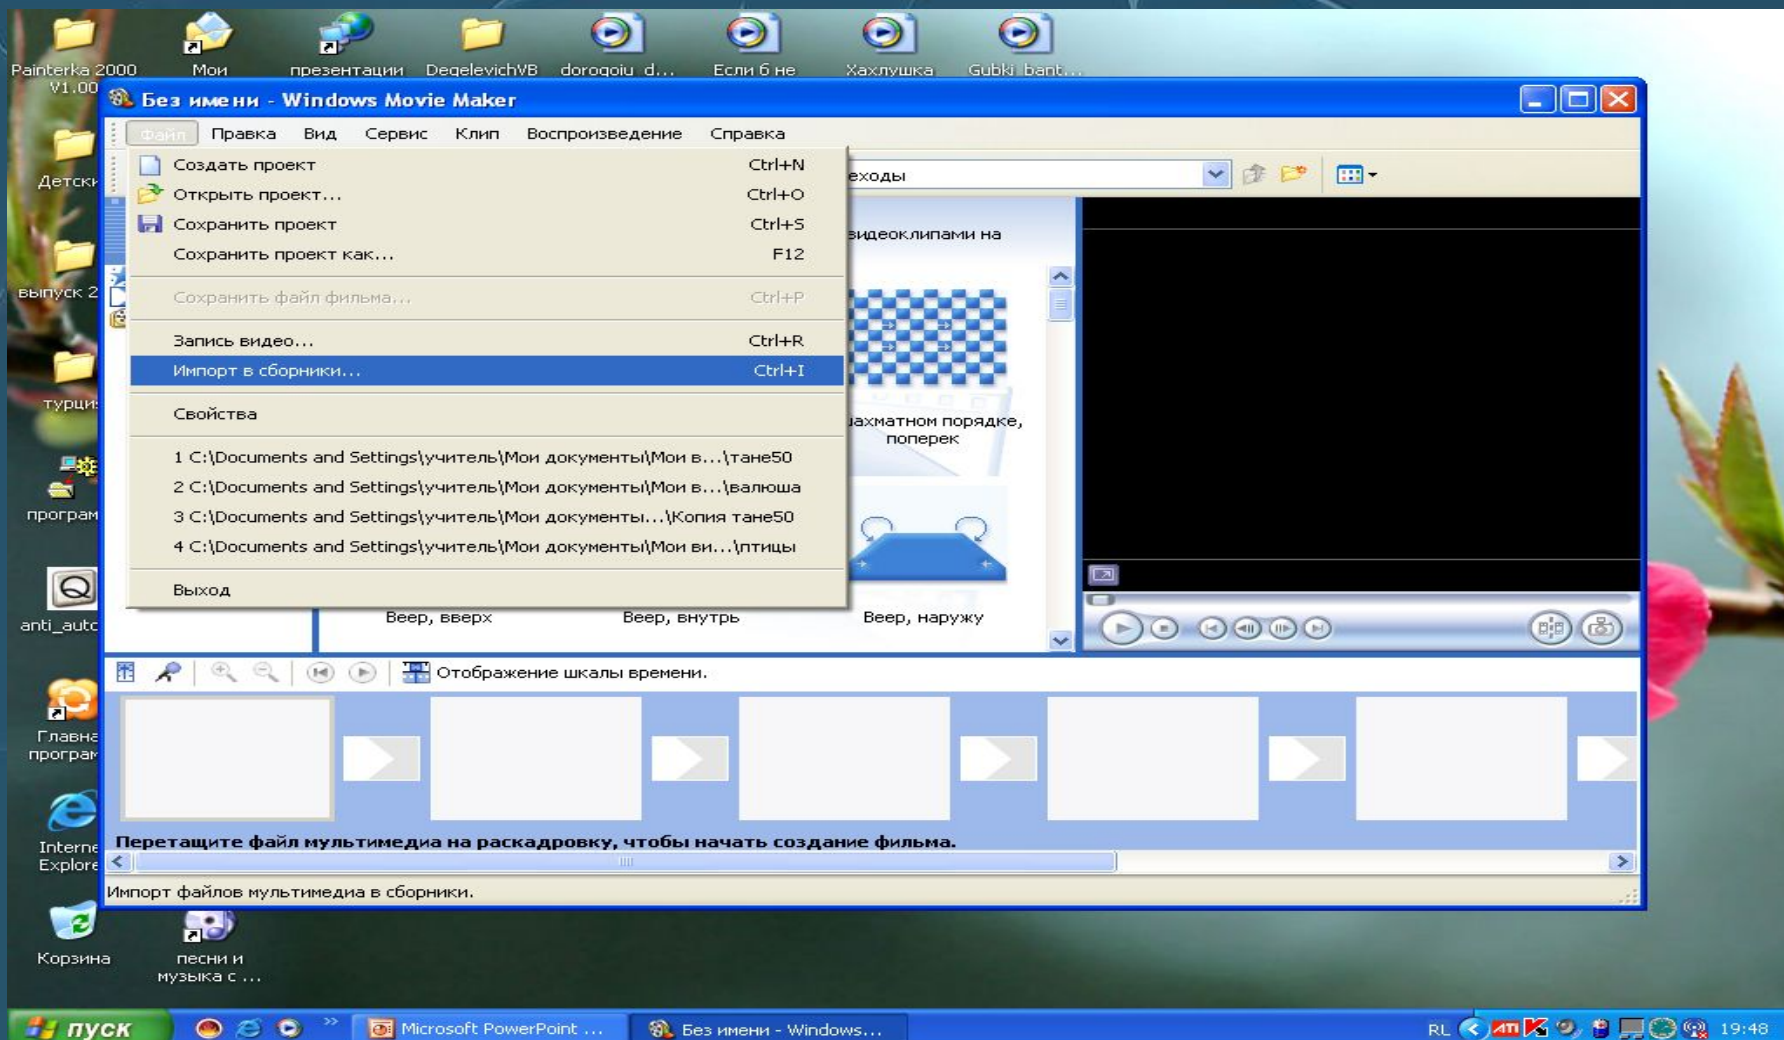 Painterka 2000
V1.00
Мои
презентации
DegelevichVB
dorogoiu_d...
Если б не
Хахлушка
Gubki_bant...
Без имени - Windows Movie Maker
Файл Правка Вид Сервис Клип Воспроизведение Справка
Создать проект Ctrl+N
Открыть проект... Ctrl+O
Сохранить проект Ctrl+S
Сохранить проект как... F12
Сохранить файл фильма... Ctrl+P
Запись видео... Ctrl+R
Импорт в сборники... Ctrl+I
Свойства
1 C:\Documents and Settings\учитель\Мои документы\Мои в...\тане50
2 C:\Documents and Settings\учитель\Мои документы\Мои в...\валюша
3 C:\Documents and Settings\учитель\Мои документы...\Копия тане50
4 C:\Documents and Settings\учитель\Мои документы\Мои ви...\птицы
Выход
еходы
видеоклипами на
шахматном порядке,
поперек
Веер, вверх
Веер, внутрь
Веер, наружу
Детски
выпуск 2
турция
програм
anti_auto
Главна
програм
Interne
Explore
Отображение шкалы времени.
Перетащите файл мультимедиа на раскадровку, чтобы начать создание фильма.
Импорт файлов мультимедиа в сборники.
Корзина
песни и
музыка с ...
пуск
Microsoft PowerPoint ...
Без имени - Windows...
RL
ATI
19:48